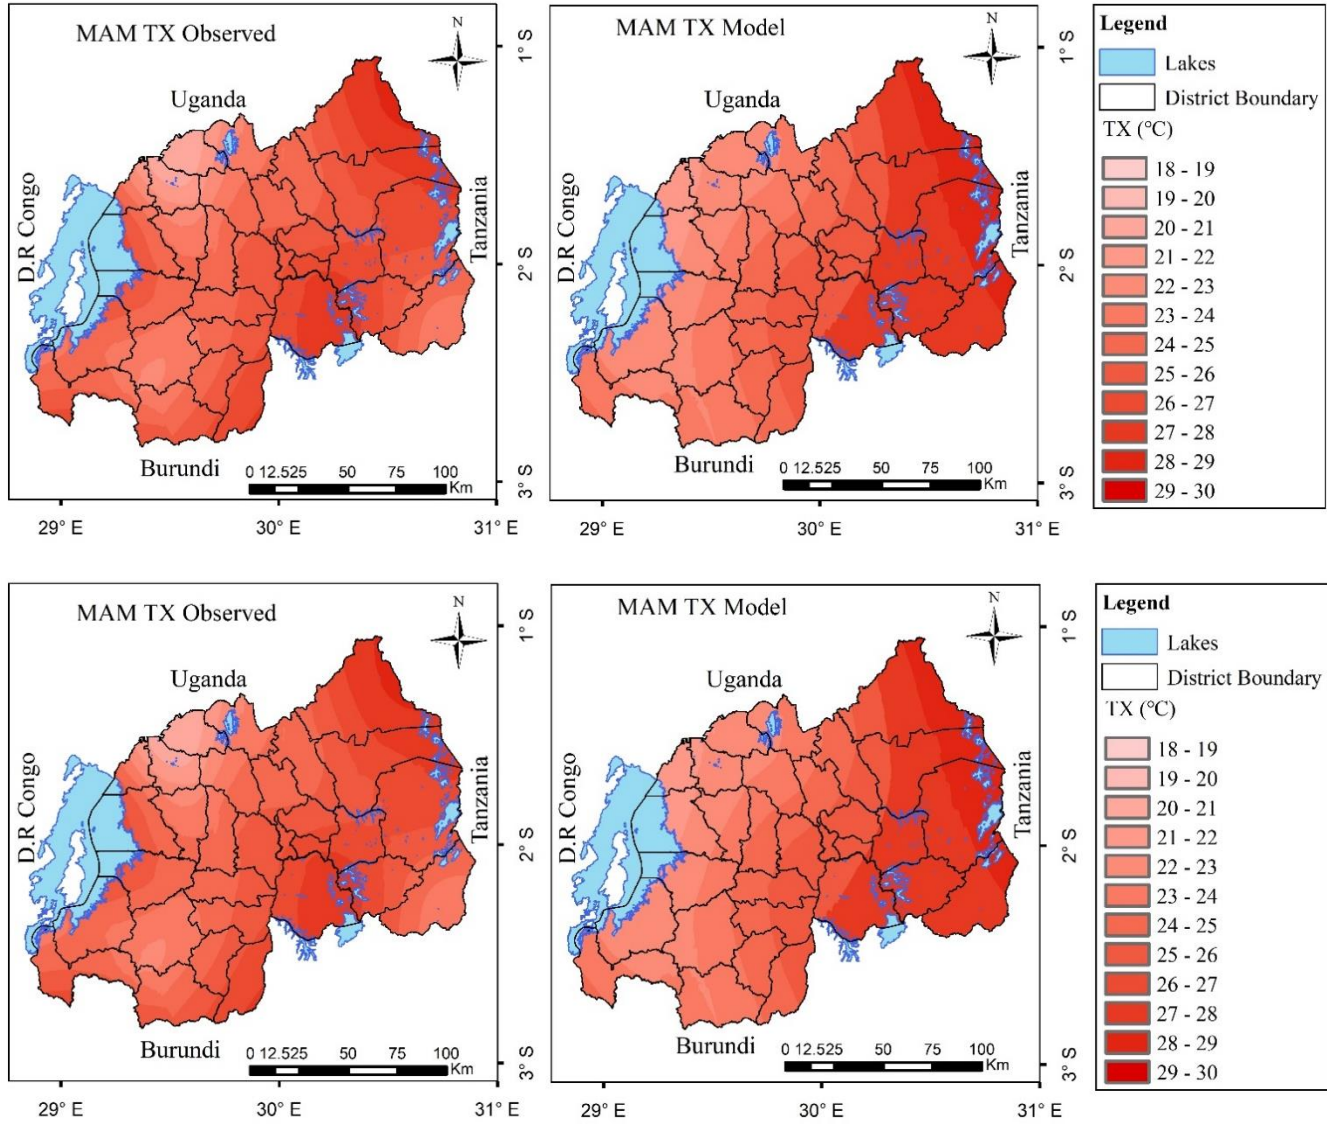 MAM TX Observed
N
Uganda
D.R Congo
Tanzania
Burundi
0 12.525 50 75 100
Km
1° S
2° S
3° S
29° E 30° E 31° E
MAM TX Model
N
Uganda
D.R Congo
Tanzania
Burundi
0 12.525 50 75 100
Km
1° S
2° S
3° S
29° E 30° E 31° E
Legend
Lakes
District Boundary
TX (°C)
18 - 19
19 - 20
20 - 21
21 - 22
22 - 23
23 - 24
24 - 25
25 - 26
26 - 27
27 - 28
28 - 29
29 - 30
MAM TX Observed
N
Uganda
D.R Congo
Tanzania
Burundi
0 12.525 50 75 100
Km
1° S
2° S
3° S
29° E 30° E 31° E
MAM TX Model
N
Uganda
D.R Congo
Tanzania
Burundi
0 12.525 50 75 100
Km
1° S
2° S
3° S
29° E 30° E 31° E
Legend
Lakes
District Boundary
TX (°C)
18 - 19
19 - 20
20 - 21
21 - 22
22 - 23
23 - 24
24 - 25
25 - 26
26 - 27
27 - 28
28 - 29
29 - 30